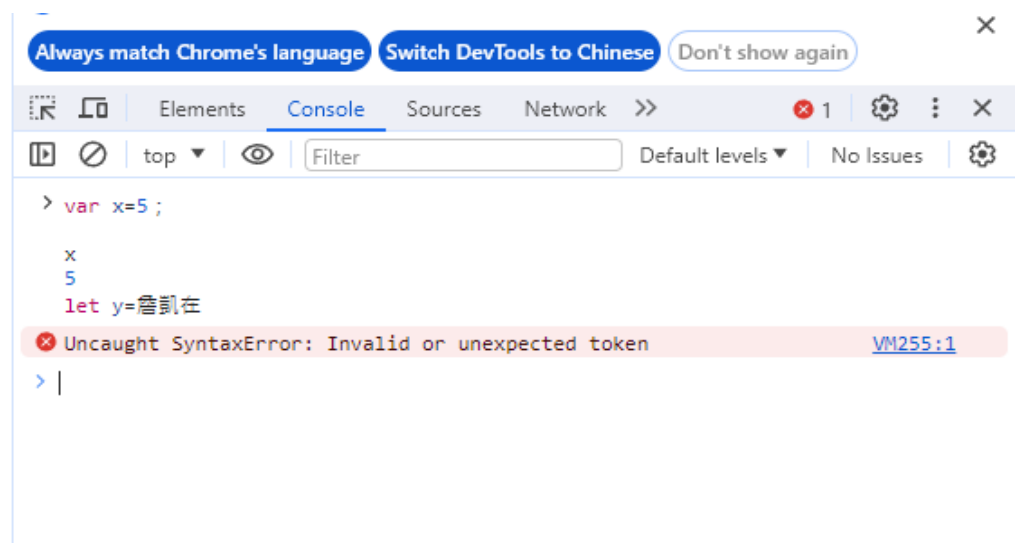 Always match Chrome's language Switch DevTools to Chinese Don't show again
Elements Console Sources Network 1
top Filter Default levels No Issues
var x=5；
x
5
let y=詹凱在
Uncaught SyntaxError: Invalid or unexpected token VM255:1